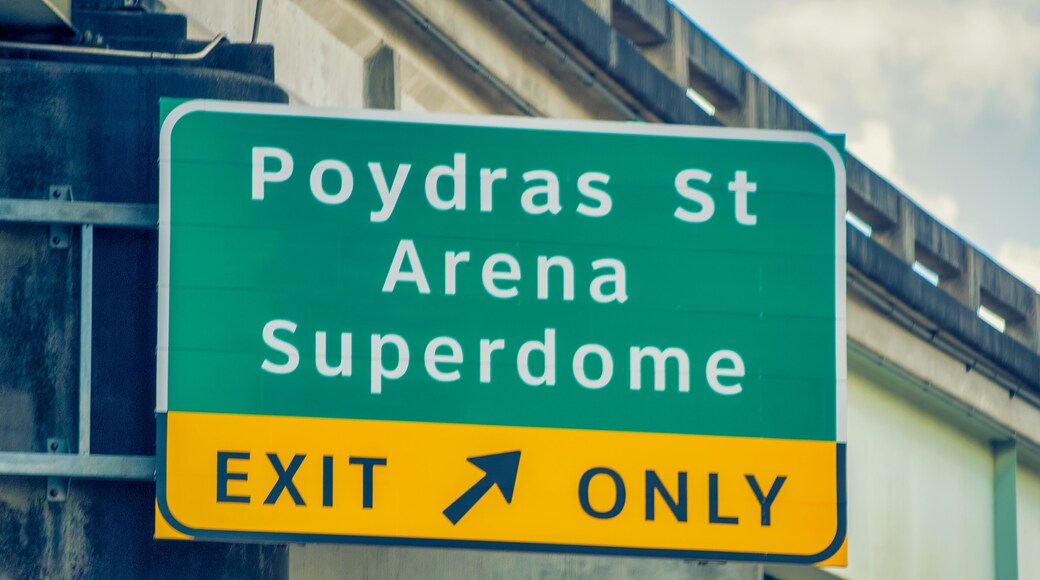 Poydras St
Arena
Superdome
EXIT ONLY